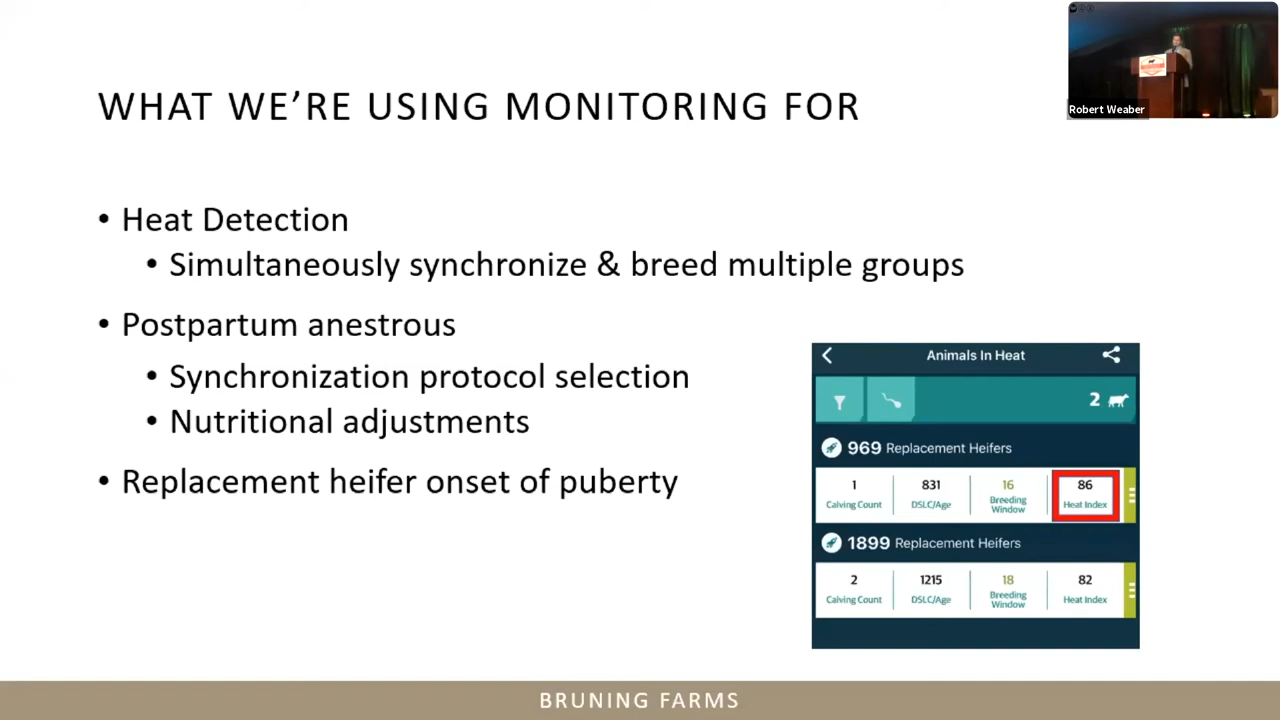 WHAT WE'RE USING MONITORING FOR
Robert Weaber
• Heat Detection
• Simultaneously synchronize & breed multiple groups
• Postpartum anestrous
• Synchronization protocol selection
• Nutritional adjustments
• Replacement heifer onset of puberty
Animals In Heat
2
969 Replacement Heifers
1 831 16 86
Calving Count DSLC/Age Breeding Window Heat Index
1899 Replacement Heifers
2 1215 18 82
Calving Count DSLC/Age Breeding Window Heat Index
BRUNING FARMS